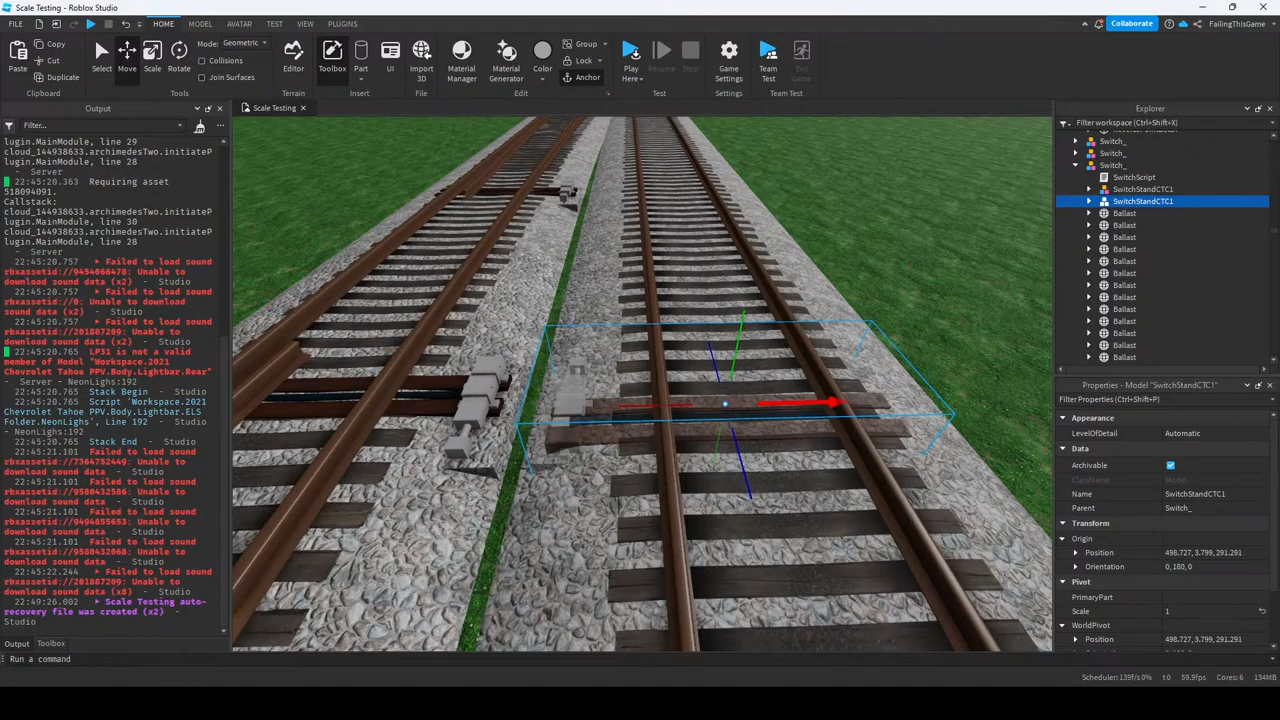 Scale Testing - Roblox Studio
FILE
HOME
MODEL
AVATAR
TEST
VIEW
PLUGINS
Collaborate
FailingThisGame
Paste
Copy
Cut
Duplicate
Clipboard
Select
Move
Scale
Rotate
Mode: Geometric
Collisions
Join Surfaces
Tools
Editor
Terrain
Toolbox
Part
UI
Insert
Import
3D
File
Material
Manager
Material
Generator
Color
Group
Lock
Anchor
Edit
Play
Here
Resume
Stop
Test
Game
Settings
Settings
Team
Test
Exit
Game
Team Test
Output
Filter...
lugin.MainModule, line 29
cloud_144938633.archimedesTwo.initiateP
lugin.MainModule, line 28
- Server
22:45:20.363 Requiring asset
518094091.
Callstack:
cloud_144938633.archimedesTwo.initiateP
lugin.MainModule, line 30
cloud_144938633.archimedesTwo.initiateP
lugin.MainModule, line 28
- Server
22:45:20.757 Failed to load sound
rbxassetid://9454066478: Unable to
download sound data (x2) - Studio
22:45:20.757 Failed to load sound
rbxassetid://0: Unable to download
sound data (x2) - Studio
22:45:20.757 Failed to load sound
rbxassetid://201887209: Unable to
download sound data (x2) - Studio
22:45:20.765 LP31 is not a valid
member of Model "Workspace.2021
Chevrolet Tahoe PPV.Body.Lightbar.Rear"
- Server - NeonLighs:192
22:45:20.765 Stack Begin - Studio
22:45:20.765 Script 'Workspace.2021
Chevrolet Tahoe PPV.Body.Lightbar.ELS
Folder.NeonLighs', Line 192 - Studio
- NeonLighs:192
22:45:20.765 Stack End - Studio
22:45:21.101 Failed to load sound
rbxassetid://7364752449: Unable to
download sound data - Studio
22:45:21.101 Failed to load sound
rbxassetid://9580432586: Unable to
download sound data - Studio
22:45:21.101 Failed to load sound
rbxassetid://9494855653: Unable to
download sound data - Studio
22:45:21.101 Failed to load sound
rbxassetid://9580432068: Unable to
download sound data - Studio
22:45:22.244 Failed to load sound
rbxassetid://201887209: Unable to
download sound data (x8) - Studio
22:49:26.002 Scale Testing auto-
recovery file was created (x2) -
Studio
Output
Toolbox
Run a command
Scale Testing
Explorer
Filter workspace (Ctrl+Shift+X)
Switch_
Switch_
Switch_
SwitchScript
SwitchStandCTC1
SwitchStandCTC1
Ballast
Ballast
Ballast
Ballast
Ballast
Ballast
Ballast
Ballast
Ballast
Ballast
Ballast
Ballast
Ballast
Properties - Model "SwitchStandCTC1"
Filter Properties (Ctrl+Shift+P)
Appearance
LevelOfDetail Automatic
Data
Archivable
ClassName Model
Name SwitchStandCTC1
Parent Switch_
Transform
Origin
Position 498.727, 3.799, 291.291
Orientation 0, 180, 0
Pivot
PrimaryPart
Scale 1
WorldPivot
Position 498.727, 3.799, 291.291
Scheduler: 139f/s 0%
t:0
59.9fps
Cores: 6
134MB